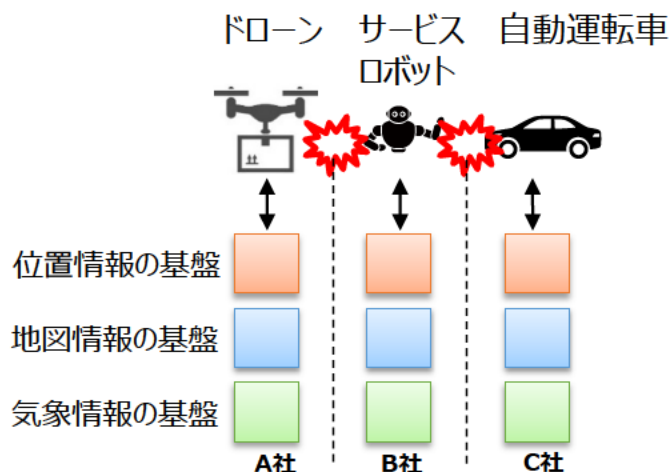 ドローン
サービス
ロボット
自動運転車
位置情報の基盤
地図情報の基盤
気象情報の基盤
A社
B社
C社